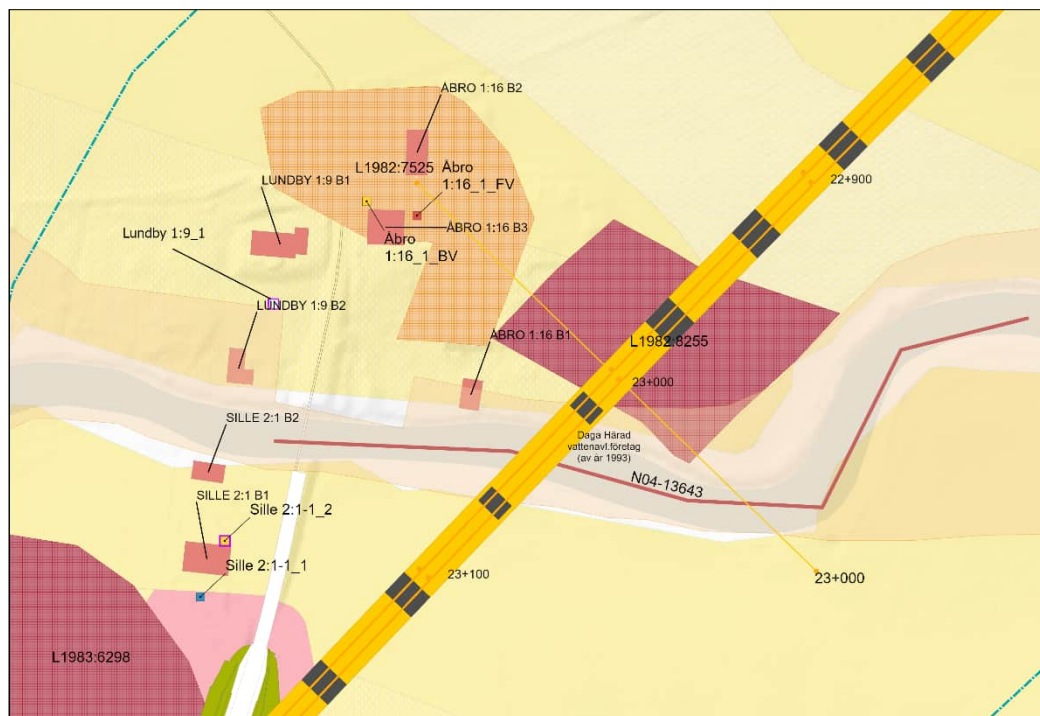 ÅBRO 1:16 B2
L1982:7525
Åbro
1:16_1_FV
22+900
LUNDBY 1:9 B1
Lundby 1:9_1
ÅBRO 1:16 B3
Åbro
1:16_1_BV
LUNDBY 1:9 B2
ÅBRO 1:16 B1
L1982:8255
23+000
SILLE 2:1 B2
Daga Härad
vattenavl.företag
(av år 1993)
N04-13643
SILLE 2:1 B1
Sille 2:1-1_2
Sille 2:1-1_1
23+100
23+000
L1983:6298